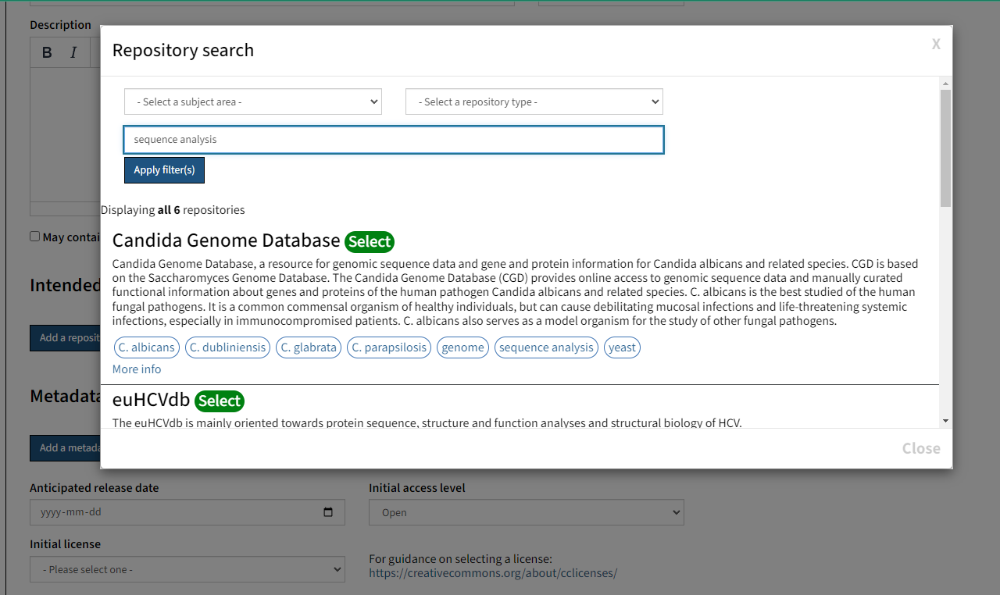 Description
B I
Repository search
X
- Select a subject area -
- Select a repository type -
sequence analysis
Apply filter(s)
Displaying all 6 repositories
May contai
Candida Genome Database Select
Candida Genome Database, a resource for genomic sequence data and gene and protein information for Candida albicans and related species. CGD is based
on the Saccharomyces Genome Database. The Candida Genome Database (CGD) provides online access to genomic sequence data and manually curated
functional information about genes and proteins of the human pathogen Candida albicans and related species. C. albicans is the best studied of the human
fungal pathogens. It is a common commensal organism of healthy individuals, but can cause debilitating mucosal infections and life-threatening systemic
infections, especially in immunocompromised patients. C. albicans also serves as a model organism for the study of other fungal pathogens.
Intended
Add a reposit
C. albicans C. dubliniensis C. glabrata C. parapsilosis genome sequence analysis yeast
More info
Metadata
euHCVdb Select
The euHCVdb is mainly oriented towards protein sequence, structure and function analyses and structural biology of HCV.
Add a metada
Close
Anticipated release date
Initial access level
yyyy-mm-dd
Open
Initial license
- Please select one -
For guidance on selecting a license:
https://creativecommons.org/about/cclicenses/